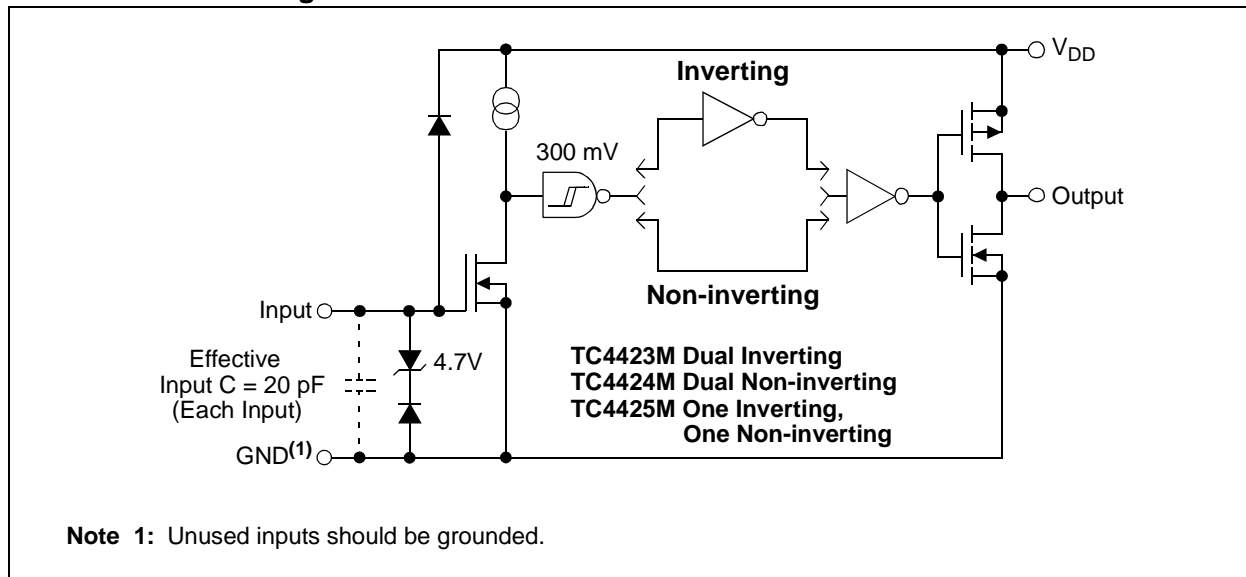 V_DD
Inverting
300 mV
Output
Input
Non-inverting
Effective
Input C = 20 pF
(Each Input)
4.7V
TC4423M Dual Inverting
TC4424M Dual Non-inverting
TC4425M One Inverting,
One Non-inverting
GND(1)
Note 1: Unused inputs should be grounded.